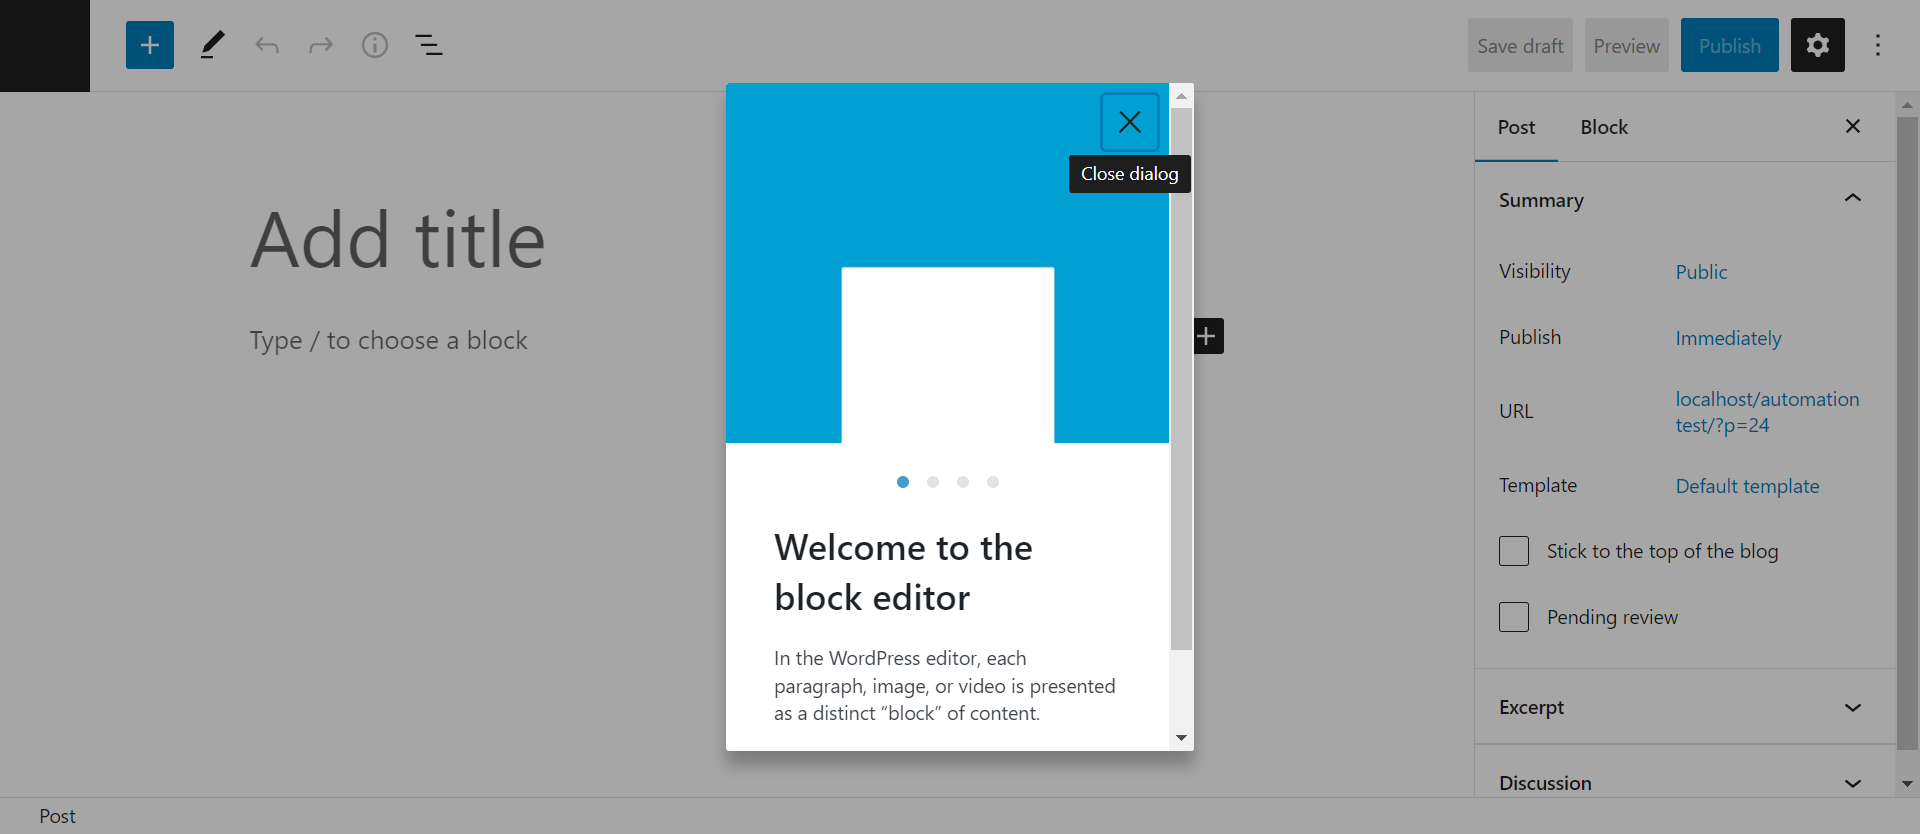 Save draft
Preview
Publish
Close dialog
Add title
Type / to choose a block
Welcome to the
block editor
In the WordPress editor, each
paragraph, image, or video is presented
as a distinct “block” of content.
Post
Block
Summary
Visibility
Public
Publish
Immediately
URL
localhost/automation
test/?p=24
Template
Default template
Stick to the top of the blog
Pending review
Excerpt
Discussion
Post